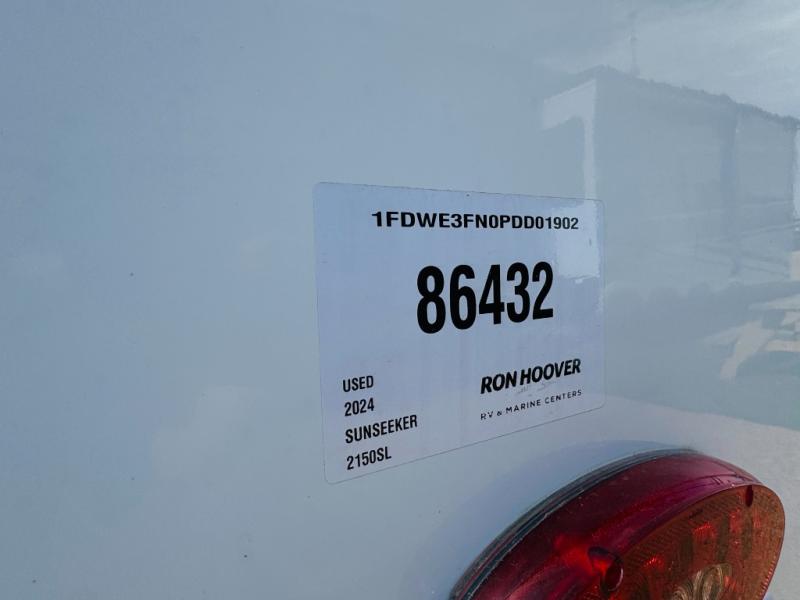 1FDWE3FN0PDD01902
86432
USED
2024
SUNSEEKER
2150SL
RON HOOVER
RV & MARINE CENTERS